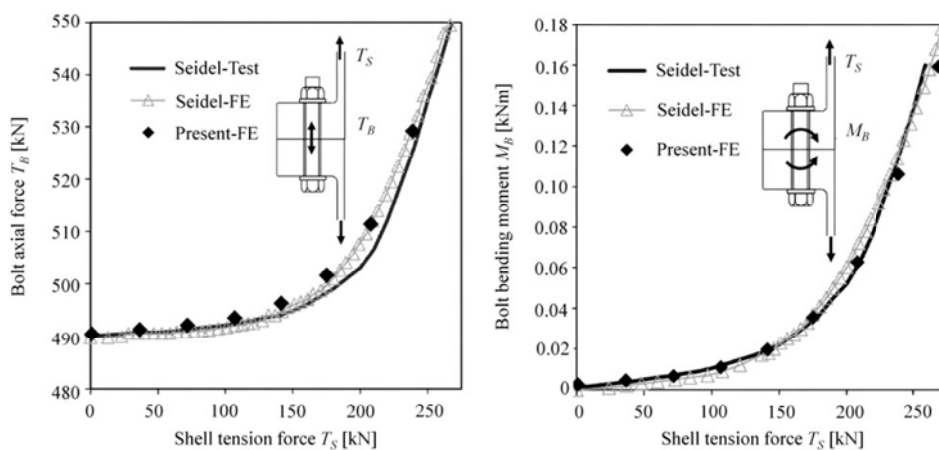 550
540
530
520
510
500
490
480
0
50
100
150
200
250
Bolt axial force T_B [kN]
Shell tension force T_S [kN]
Seidel-Test
Seidel-FE
Present-FE
T_S
T_B
0.18
0.16
0.14
0.12
0.10
0.08
0.06
0.04
0.02
0
0
50
100
150
200
250
Bolt bending moment M_B [kNm]
Shell tension force T_S [kN]
Seidel-Test
Seidel-FE
Present-FE
T_S
M_B